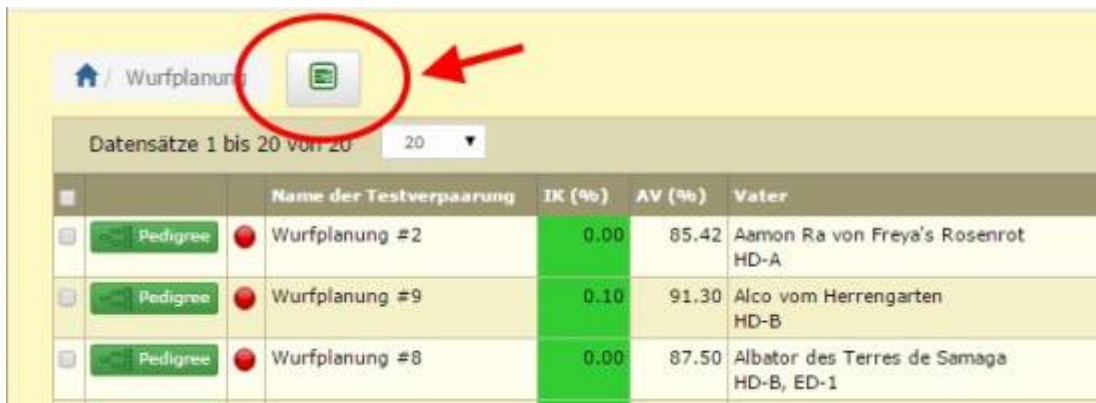 / Wurfplanung
Datensätze 1 bis 20 von 20 20
Name der Testverpaarung IK (%) AV (%) Vater
Pedigree Wurfplanung #2 0.00 85.42 Aamon Ra von Freya's Rosenrot
HD-A
Pedigree Wurfplanung #9 0.10 91.30 Alco vom Herrengarten
HD-B
Pedigree Wurfplanung #8 0.00 87.50 Albator des Terres de Samaga
HD-B, ED-1